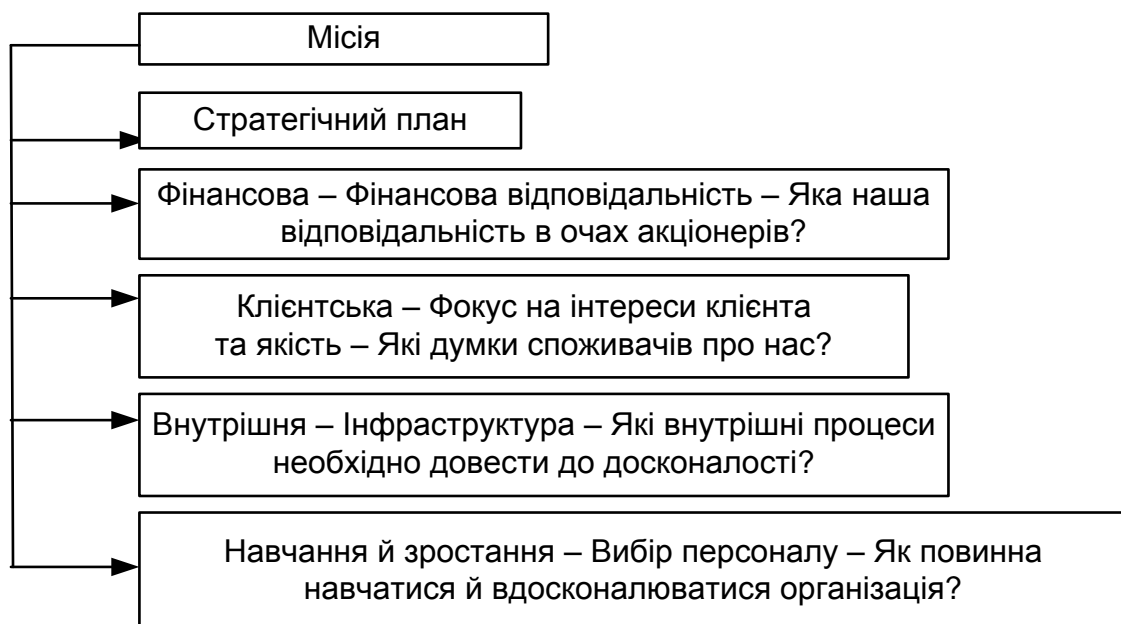 Місія
Стратегічний план
Фінансова – Фінансова відповідальність – Яка наша
відповідальність в очах акціонерів?
Клієнтська – Фокус на інтереси клієнта
та якість – Які думки споживачів про нас?
Внутрішня – Інфраструктура – Які внутрішні процеси
необхідно довести до досконалості?
Навчання й зростання – Вибір персоналу – Як повинна
навчатися й вдосконалюватися організація?